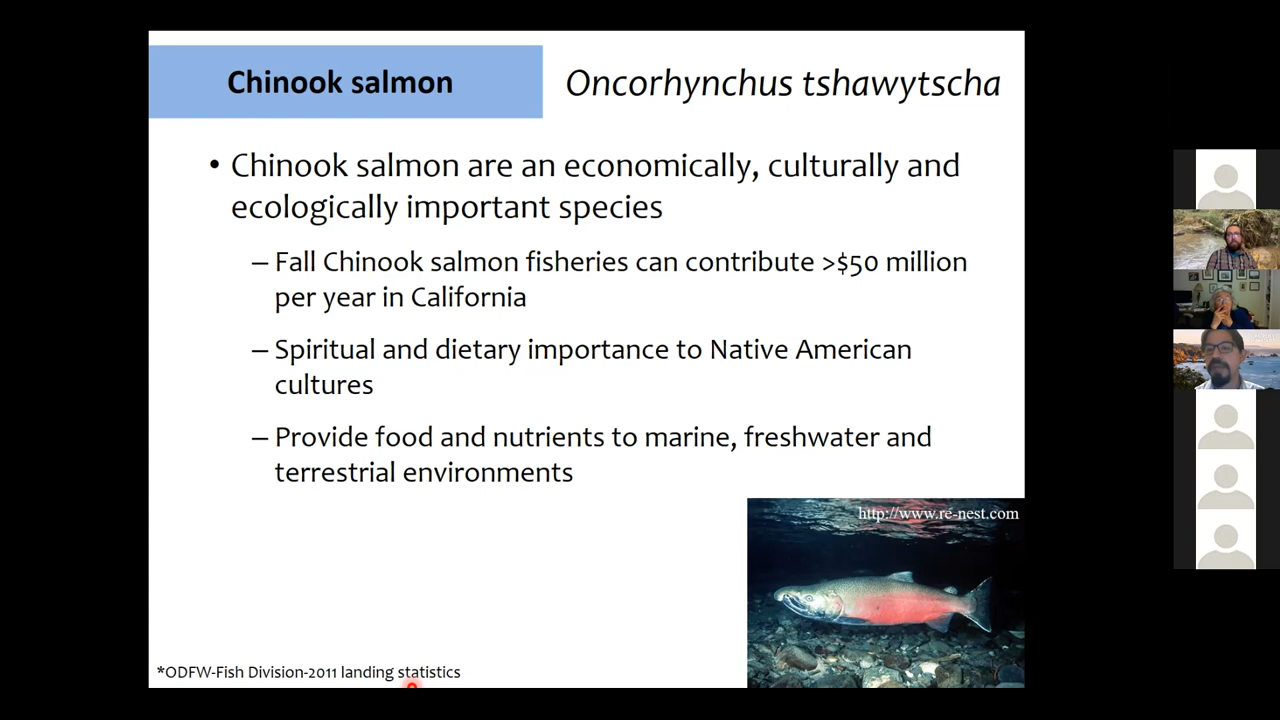 Chinook salmon
Oncorhynchus tshawytscha
• Chinook salmon are an economically, culturally and
ecologically important species
– Fall Chinook salmon fisheries can contribute >$50 million
per year in California
– Spiritual and dietary importance to Native American
cultures
– Provide food and nutrients to marine, freshwater and
terrestrial environments
http://www.re-nest.com
*ODFW-Fish Division-2011 landing statistics